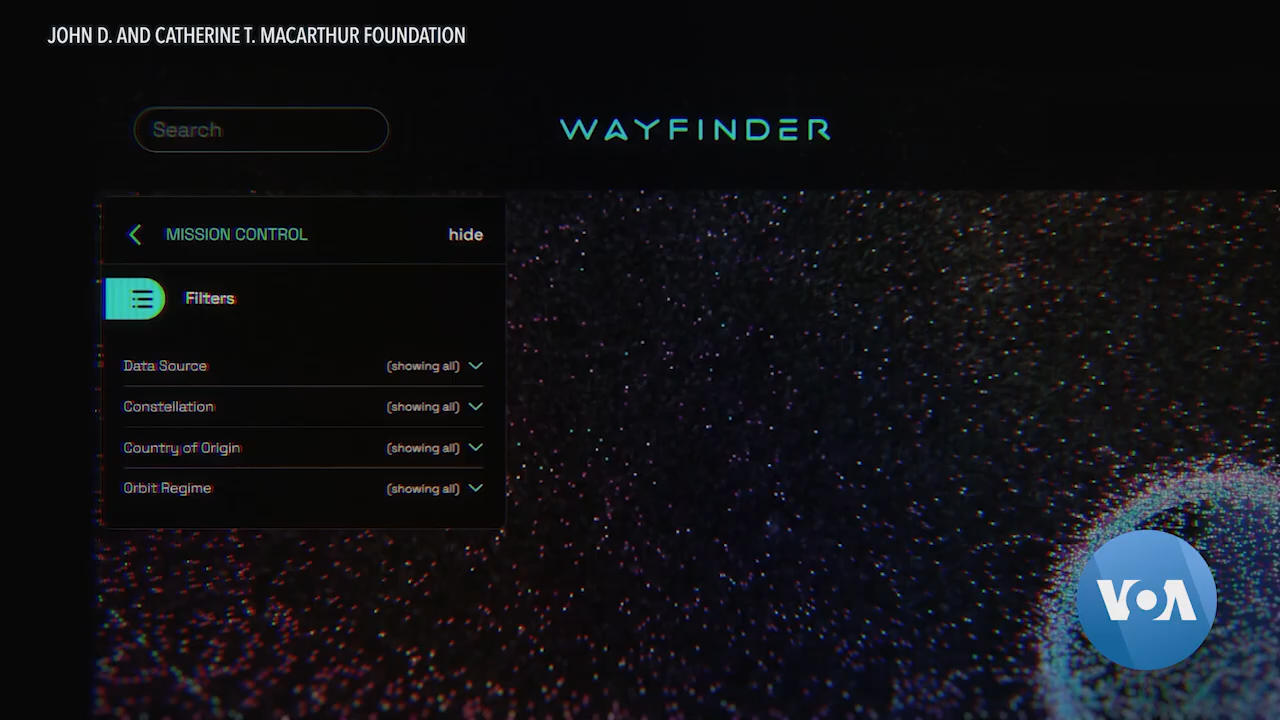 JOHN D. AND CATHERINE T. MACARTHUR FOUNDATION
Search
WAYFINDER
MISSION CONTROL
hide
Filters
Data Source (showing all)
Constellation (showing all)
Country of Origin (showing all)
Orbit Regime (showing all)
VOA